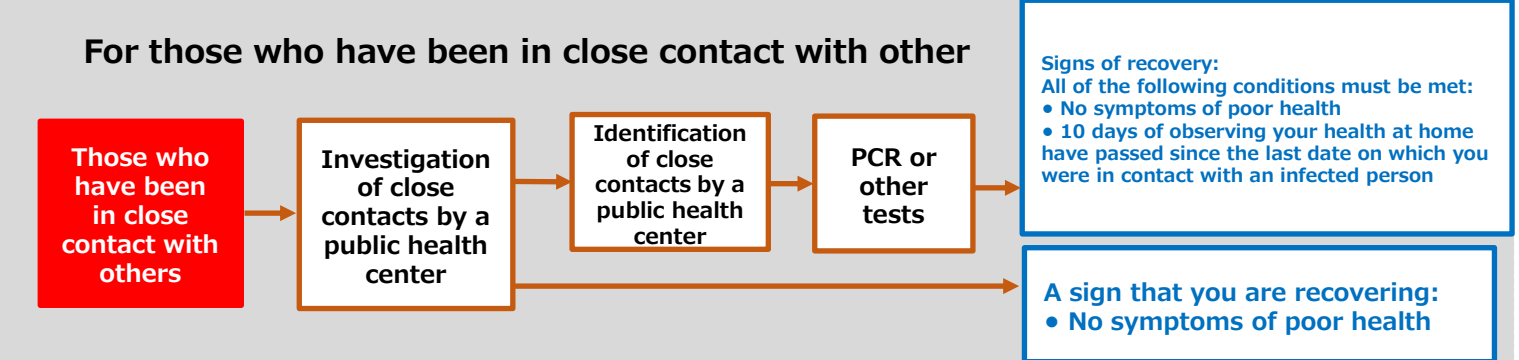 For those who have been in close contact with other
Those who
have been
in close
contact with
others
Investigation
of close
contacts by a
public health
center
Identification
of close
contacts by a
public health
center
PCR or
other
tests
Signs of recovery:
All of the following conditions must be met:
● No symptoms of poor health
● 10 days of observing your health at home
have passed since the last date on which you
were in contact with an infected person
A sign that you are recovering:
● No symptoms of poor health